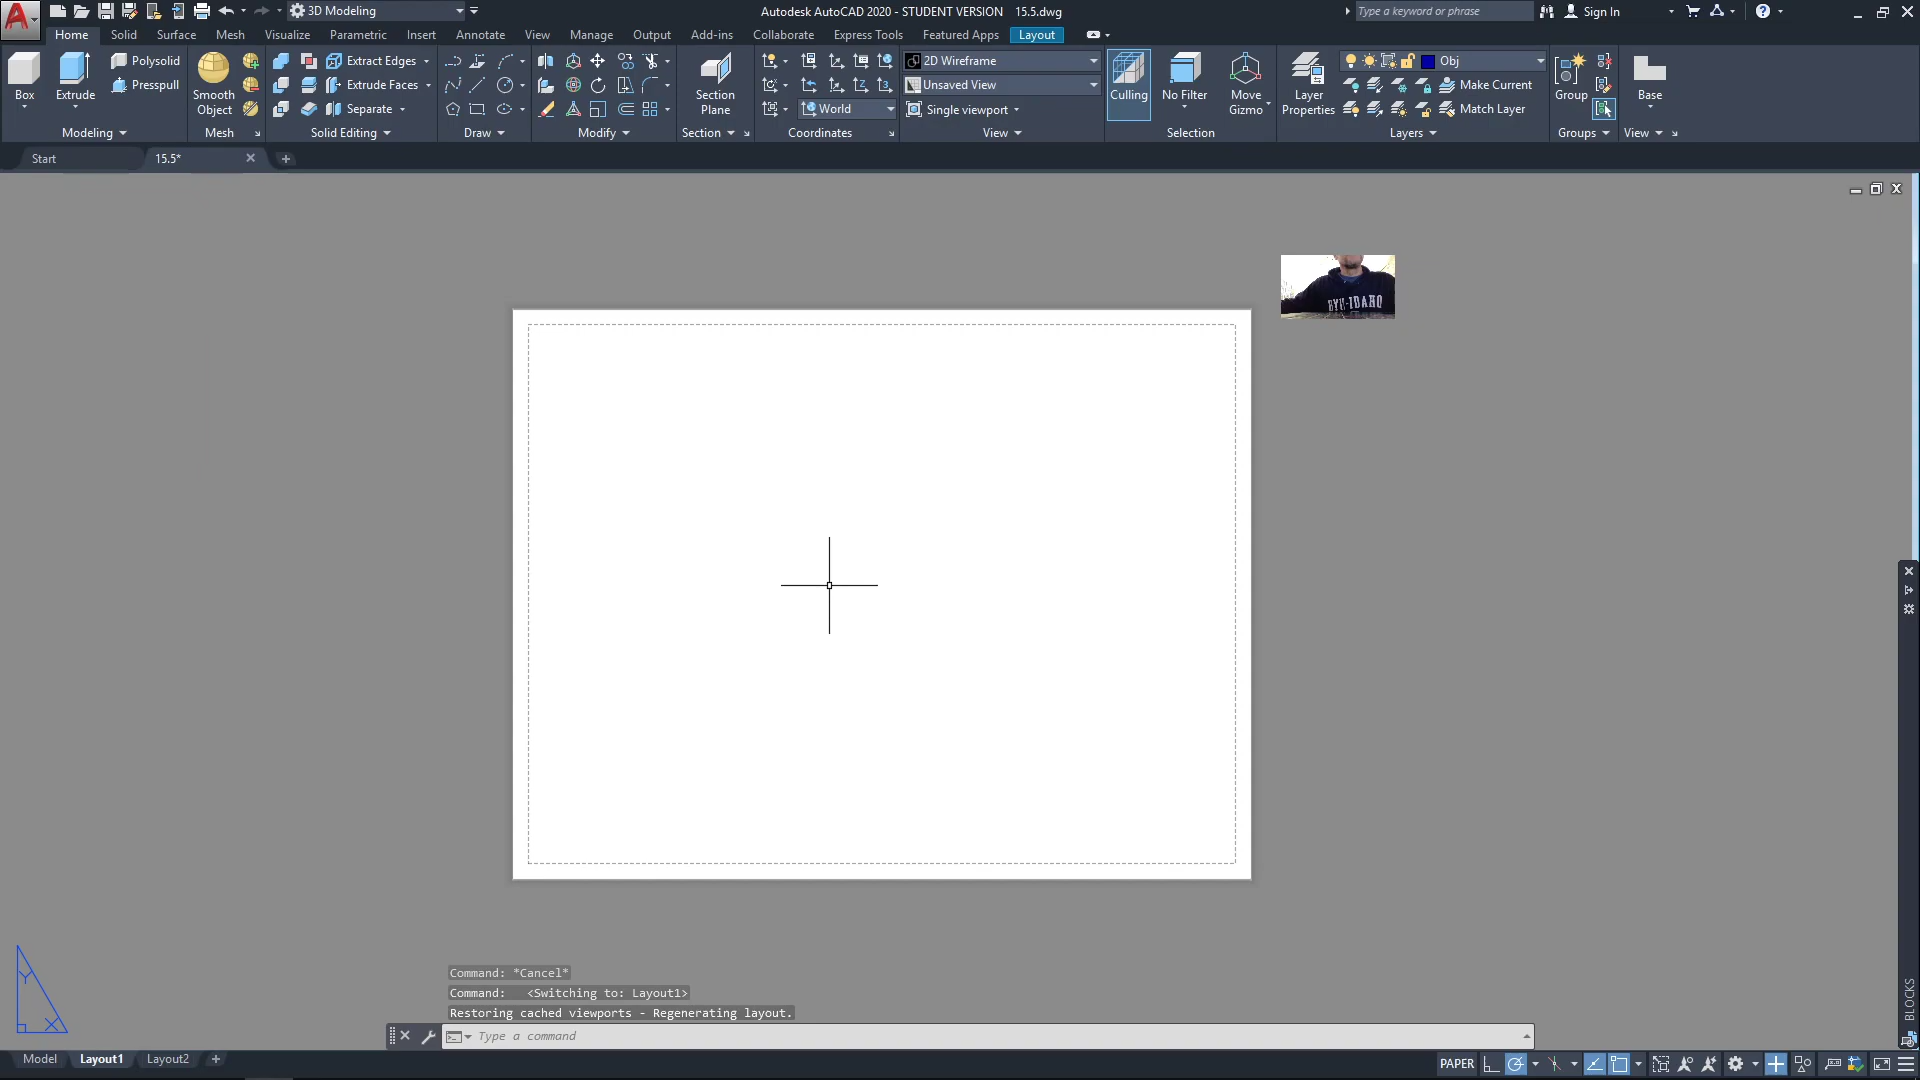 3D Modeling
Autodesk AutoCAD 2020 - STUDENT VERSION 15.5.dwg
Type a keyword or phrase
Sign In
Home Solid Surface Mesh Visualize Parametric Insert Annotate View Manage Output Add-ins Collaborate Express Tools Featured Apps Layout
Box
Extrude
Polysolid
Presspull
Modeling
Smooth
Object
Mesh
Extract Edges
Extrude Faces
Separate
Solid Editing
Draw
Modify
Section
Plane
Section
World
Coordinates
2D Wireframe
Unsaved View
Single viewport
View
Culling
No Filter
Move
Gizmo
Selection
Layer
Properties
Obj
Make Current
Match Layer
Layers
Group
Groups
Base
View
Start
15.5*
BYU-IDAHO
Y
X
Command: *Cancel*
Command: <Switching to: Layout1>
Restoring cached viewports - Regenerating layout.
Type a command
BLOCKS
Model Layout1 Layout2
PAPER